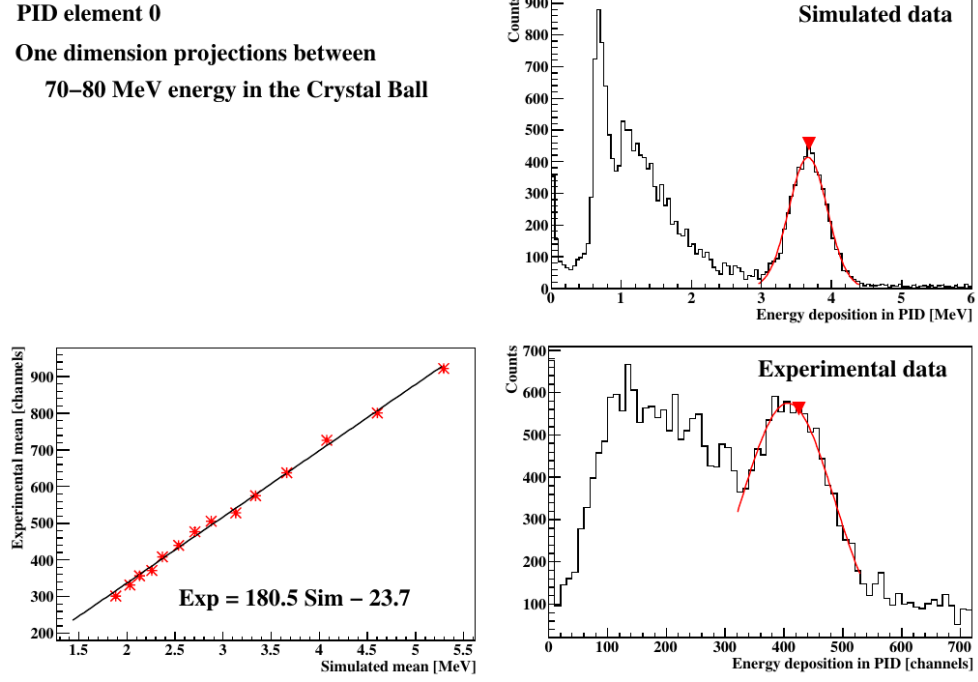 PID element 0
One dimension projections between
70−80 MeV energy in the Crystal Ball
Simulated data
Counts
900
800
700
600
500
400
300
200
100
0
0 1 2 3 4 5 6
Energy deposition in PID [MeV]
Experimental mean [channels]
900
800
700
600
500
400
300
200
Exp = 180.5 Sim − 23.7
1.5 2 2.5 3 3.5 4 4.5 5 5.5
Simulated mean [MeV]
Experimental data
Counts
700
600
500
400
300
200
100
0 100 200 300 400 500 600 700
Energy deposition in PID [channels]